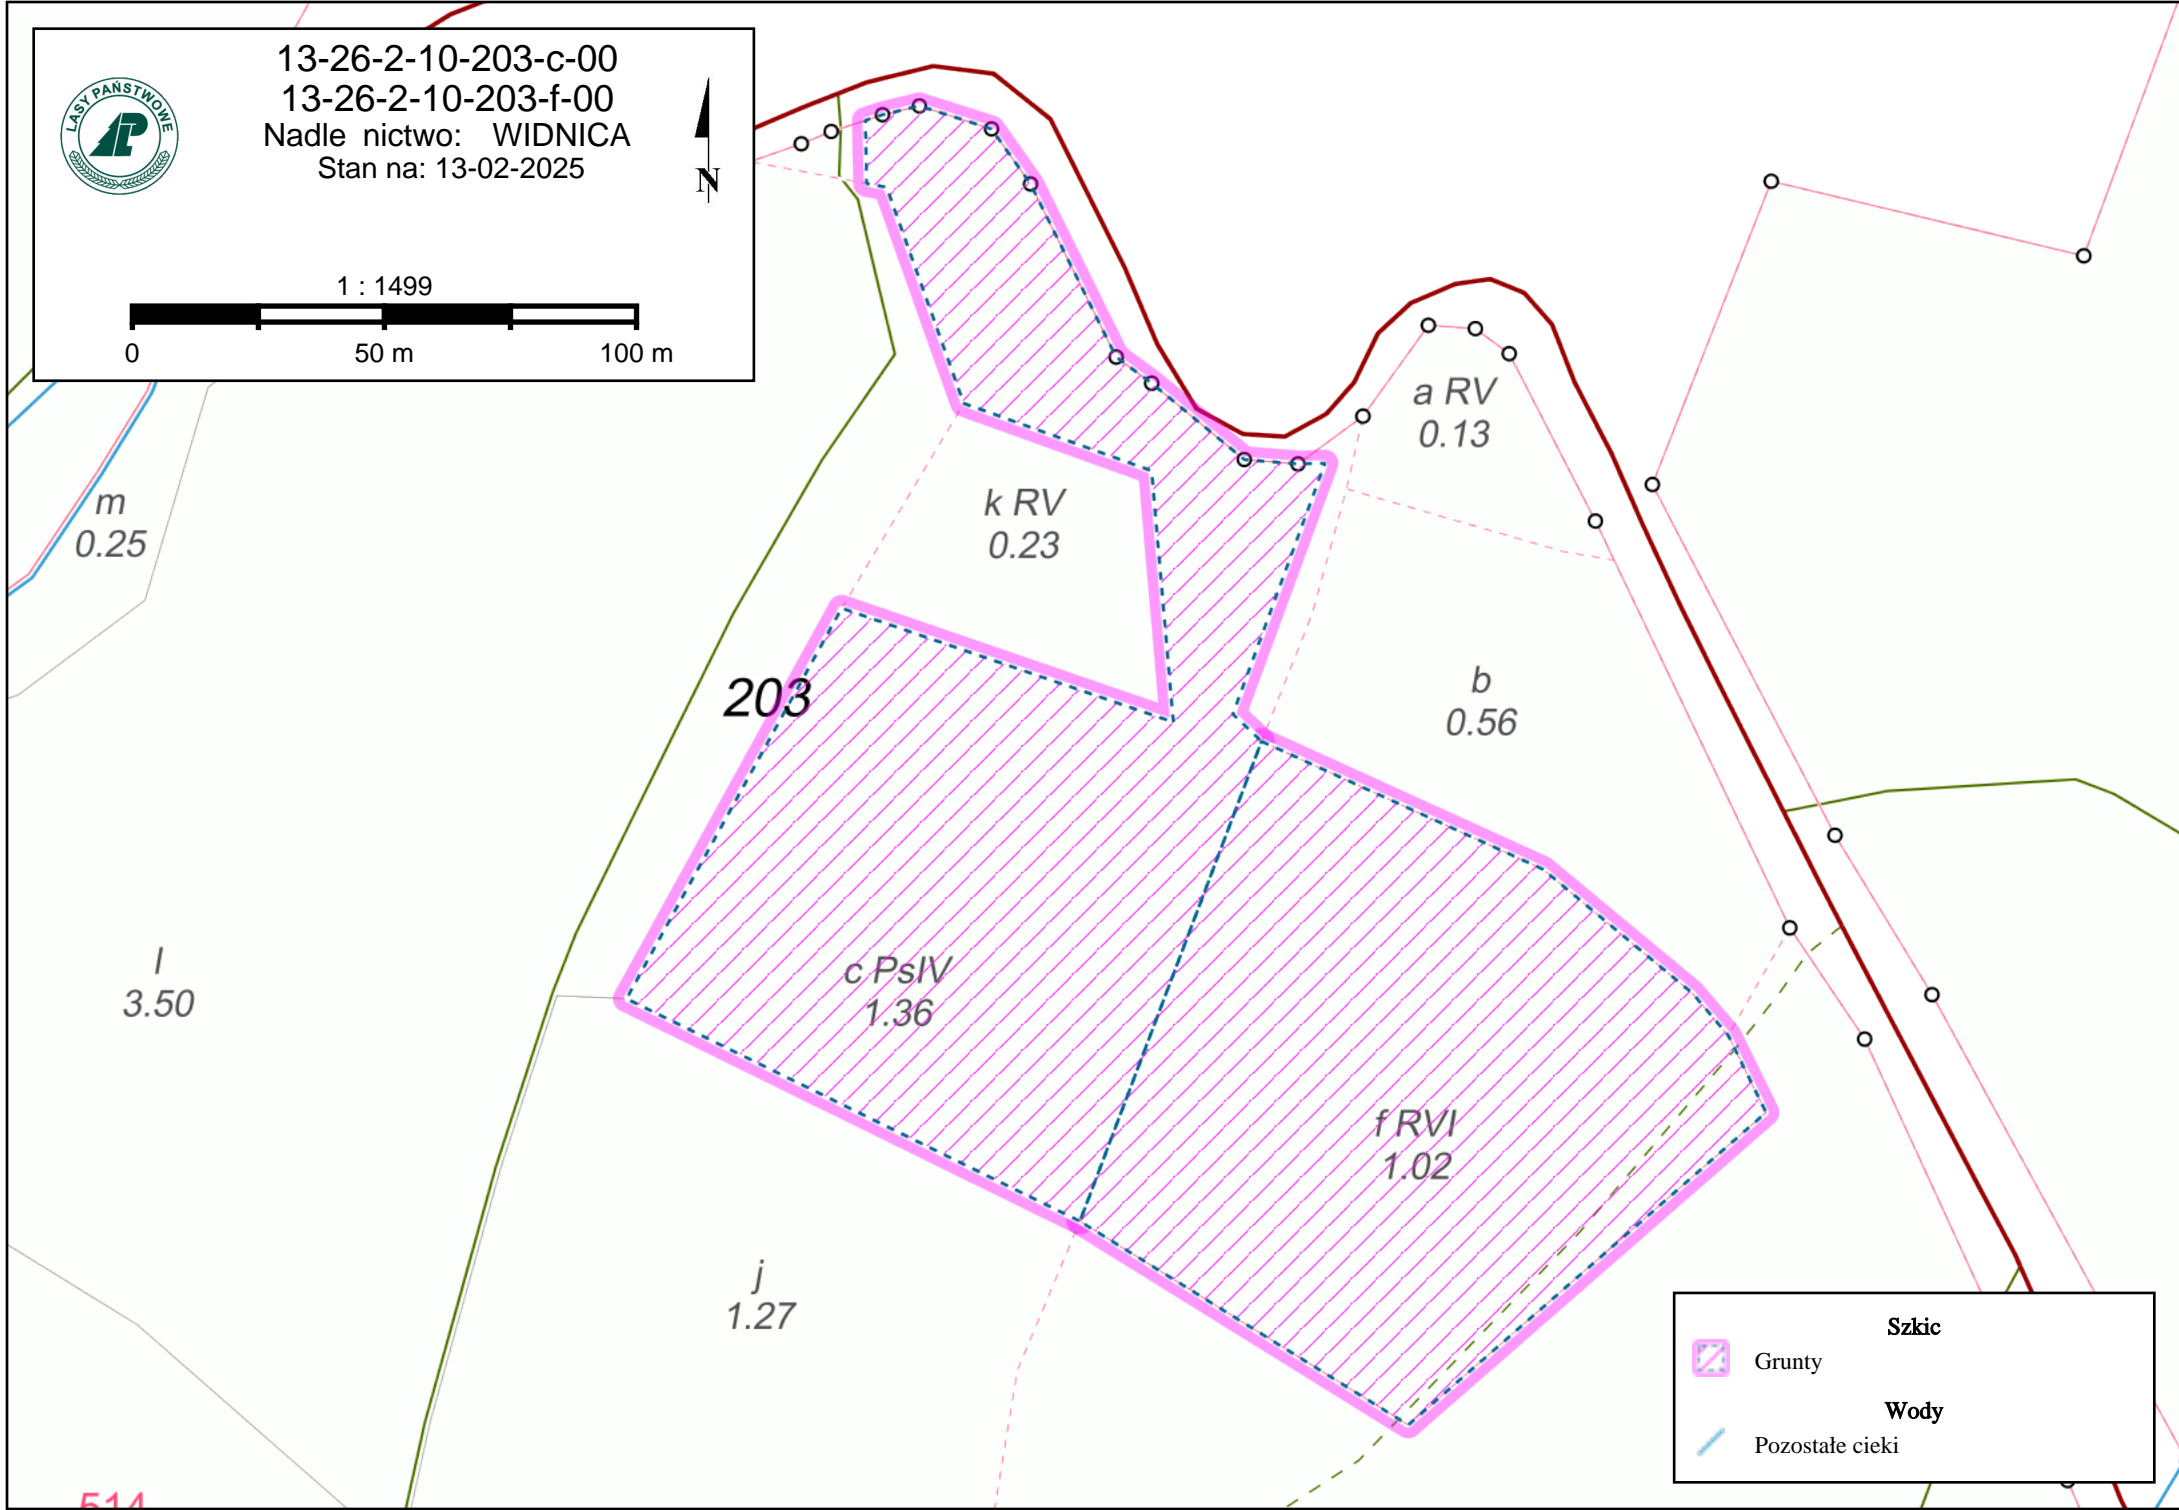 13-26-2-10-203-c-00
13-26-2-10-203-f-00
Nadle nictwo: WIDNICA
Stan na: 13-02-2025
LASY PAŃSTWOWE
N
1 : 1499
0 50 m 100 m
a RV
0.13
k RV
0.23
m
0.25
203
b
0.56
l
3.50
c PsIV
1.36
f RVI
1.02
j
1.27
514
Szkic
Grunty
Wody
Pozostałe cieki